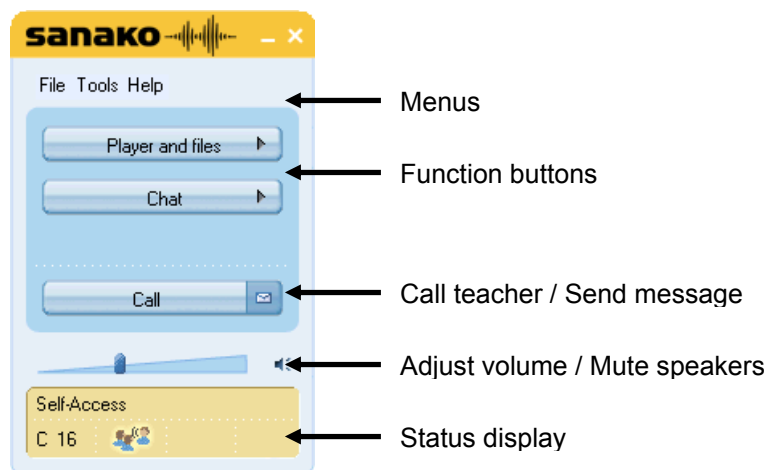 sanako
File Tools Help
Menus
Player and files
Function buttons
Chat
Call
Call teacher / Send message
Adjust volume / Mute speakers
Self-Access
C 16
Status display